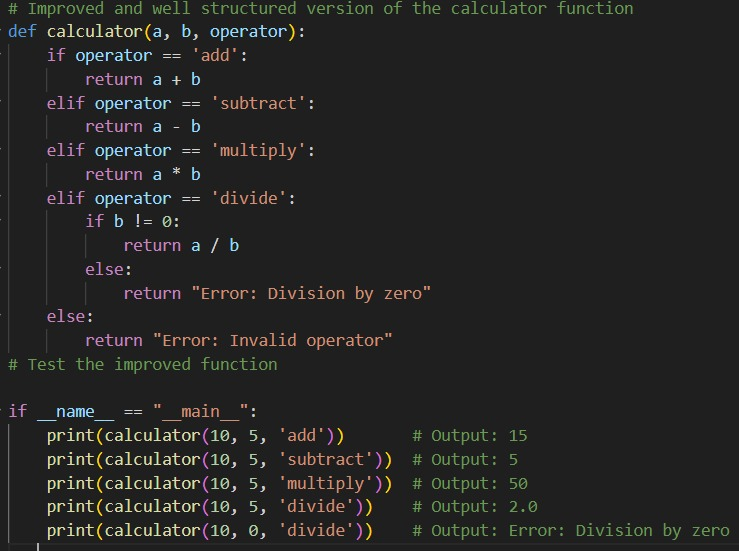 # Improved and well structured version of the calculator function
def calculator(a, b, operator):
    if operator == 'add':
        return a + b
    elif operator == 'subtract':
        return a - b
    elif operator == 'multiply':
        return a * b
    elif operator == 'divide':
        if b != 0:
            return a / b
        else:
            return "Error: Division by zero"
    else:
        return "Error: Invalid operator"
# Test the improved function

if __name__ == "__main__":
    print(calculator(10, 5, 'add'))       # Output: 15
    print(calculator(10, 5, 'subtract'))  # Output: 5
    print(calculator(10, 5, 'multiply'))  # Output: 50
    print(calculator(10, 5, 'divide'))    # Output: 2.0
    print(calculator(10, 0, 'divide'))    # Output: Error: Division by zero